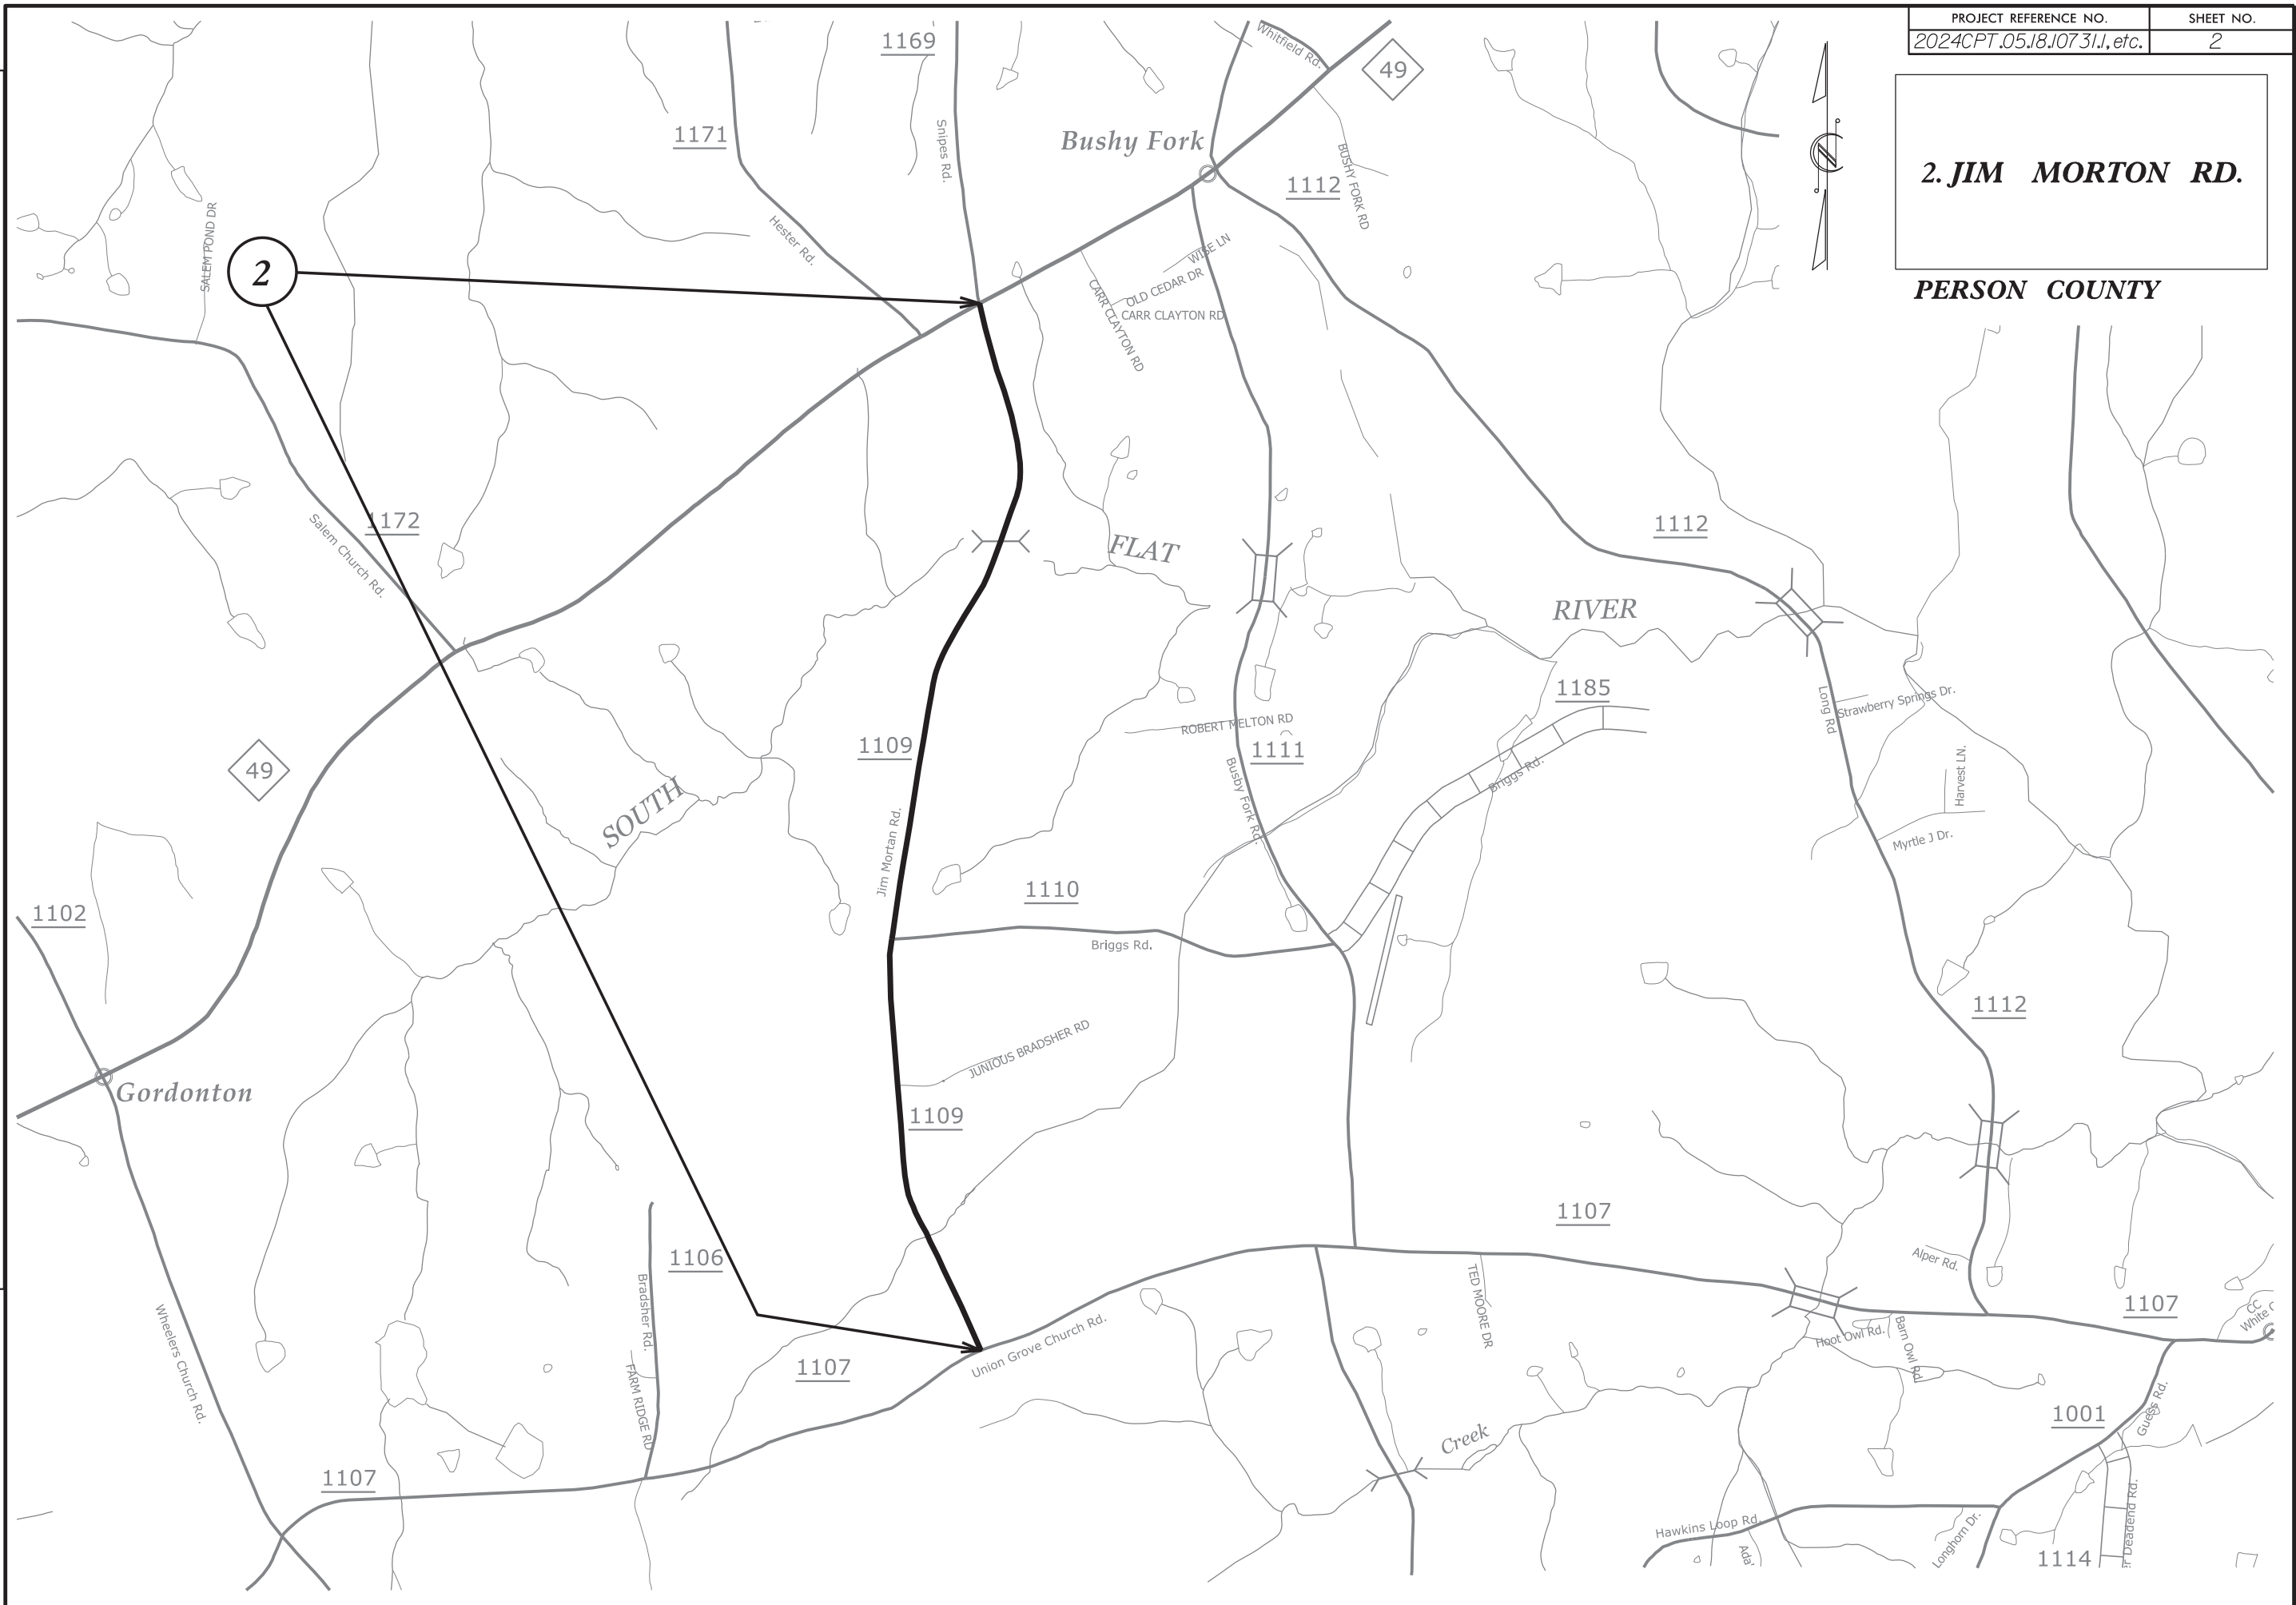 PROJECT REFERENCE NO.
SHEET NO.
2024CPT.05.18.10731.1, etc.
2
2. JIM MORTON RD.
PERSON COUNTY
1169
49
Whitfield Rd.
1171
Snipes Rd.
Bushy Fork
1112
BUSHY FORK RD
SALEM POND DR
Hester Rd.
2
WISE LN
OLD CEDAR DR
CARR CLAYTON RD
CARR CLAYTON RD
1172
Salem Church Rd.
FLAT
1112
RIVER
1185
Long Rd
Strawberry Springs Dr.
ROBERT MELTON RD
1109
1111
49
SOUTH
Busby Fork Rd.
Briggs Rd.
Harvest LN.
Myrtle J Dr.
Jim Mortan Rd.
1110
1102
Briggs Rd.
1112
JUNIOUS BRADSHER RD
Gordonton
1109
1107
1106
Bradsher Rd.
TED MOORE DR
Alper Rd.
1107
CC
White
Wheelers Church Rd.
Union Grove Church Rd.
Hoot Owl Rd.
Barn Owl Rd
1107
FARM RIDGE RD
1001
Guess Rd.
Creek
1107
Hawkins Loop Rd.
Ada'
Longhorn Dr.
1114
Deadend Rd.